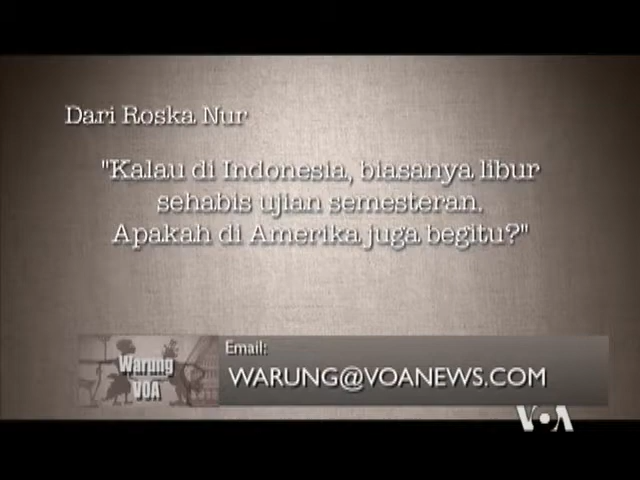 Dari Roska Nur
"Kalau di Indonesia, biasanya libur
sehabis ujian semesteran.
Apakah di Amerika juga begitu?"
Warung
VOA
Email:
WARUNG@VOANEWS.COM
VOA